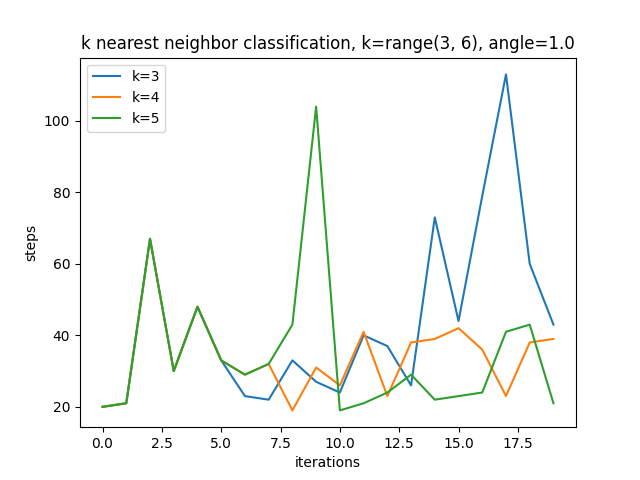 k nearest neighbor classification, k=range(3, 6), angle=1.0
k=3
k=4
k=5
100
80
60
40
20
steps
0.0 2.5 5.0 7.5 10.0 12.5 15.0 17.5
iterations